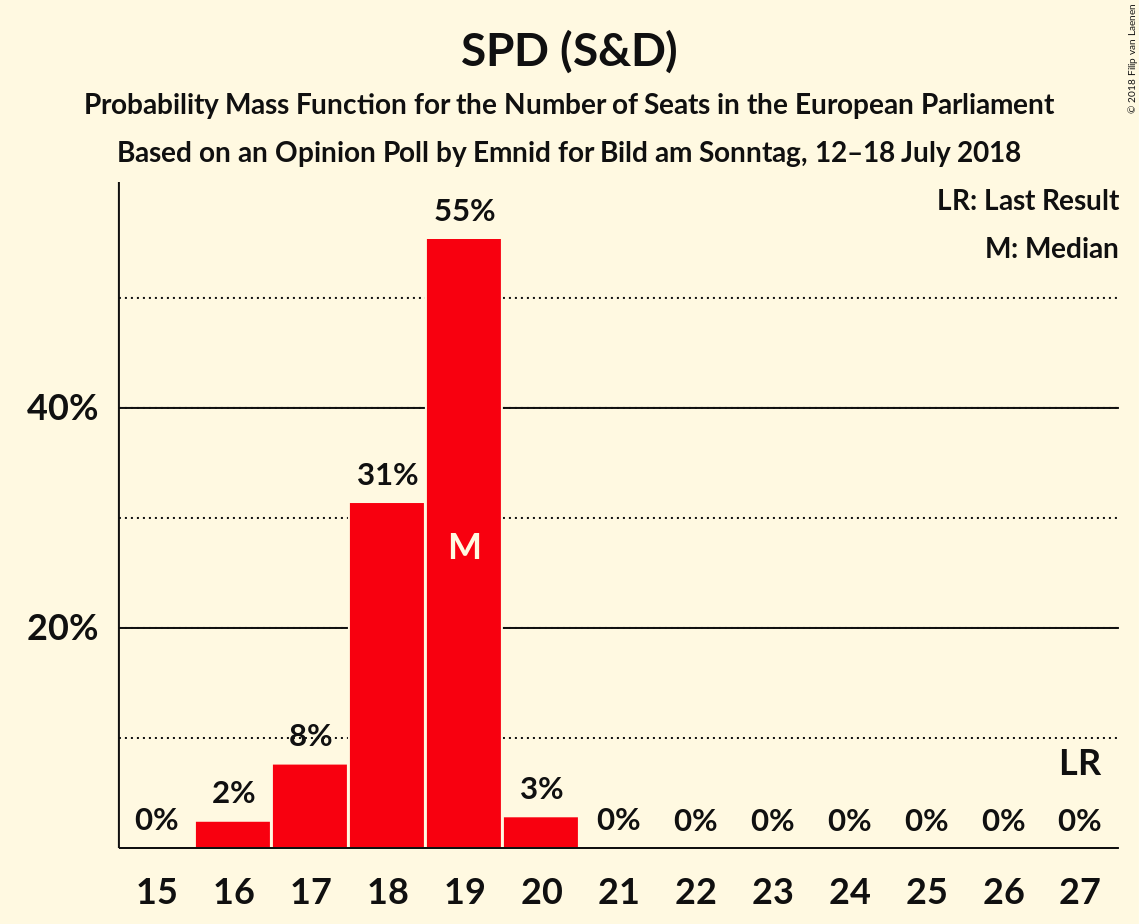 SPD (S&D)
Probability Mass Function for the Number of Seats in the European Parliament
Based on an Opinion Poll by Emnid for Bild am Sonntag, 12–18 July 2018
© 2018 Filip van Laenen
LR: Last Result
M: Median
55%
40%
31%
M
20%
8%
LR
2%
3%
0%
0%
0%
0%
0%
0%
0%
0%
15 16 17 18 19 20 21 22 23 24 25 26 27